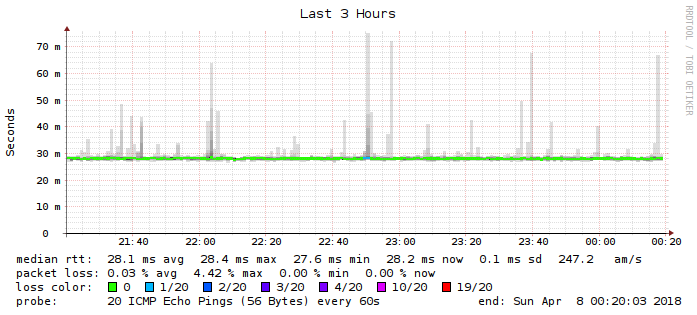 Last 3 Hours
RRDTOOL / TOBI OETIKER
Seconds
70 m
60 m
50 m
40 m
30 m
20 m
10 m
0
21:40 22:00 22:20 22:40 23:00 23:20 23:40 00:00 00:20
median rtt: 28.1 ms avg 28.4 ms max 27.6 ms min 28.2 ms now 0.1 ms sd 247.2 am/s
packet loss: 0.03 % avg 4.42 % max 0.00 % min 0.00 % now
loss color: 0 1/20 2/20 3/20 4/20 10/20 19/20
probe: 20 ICMP Echo Pings (56 Bytes) every 60s end: Sun Apr 8 00:20:03 2018